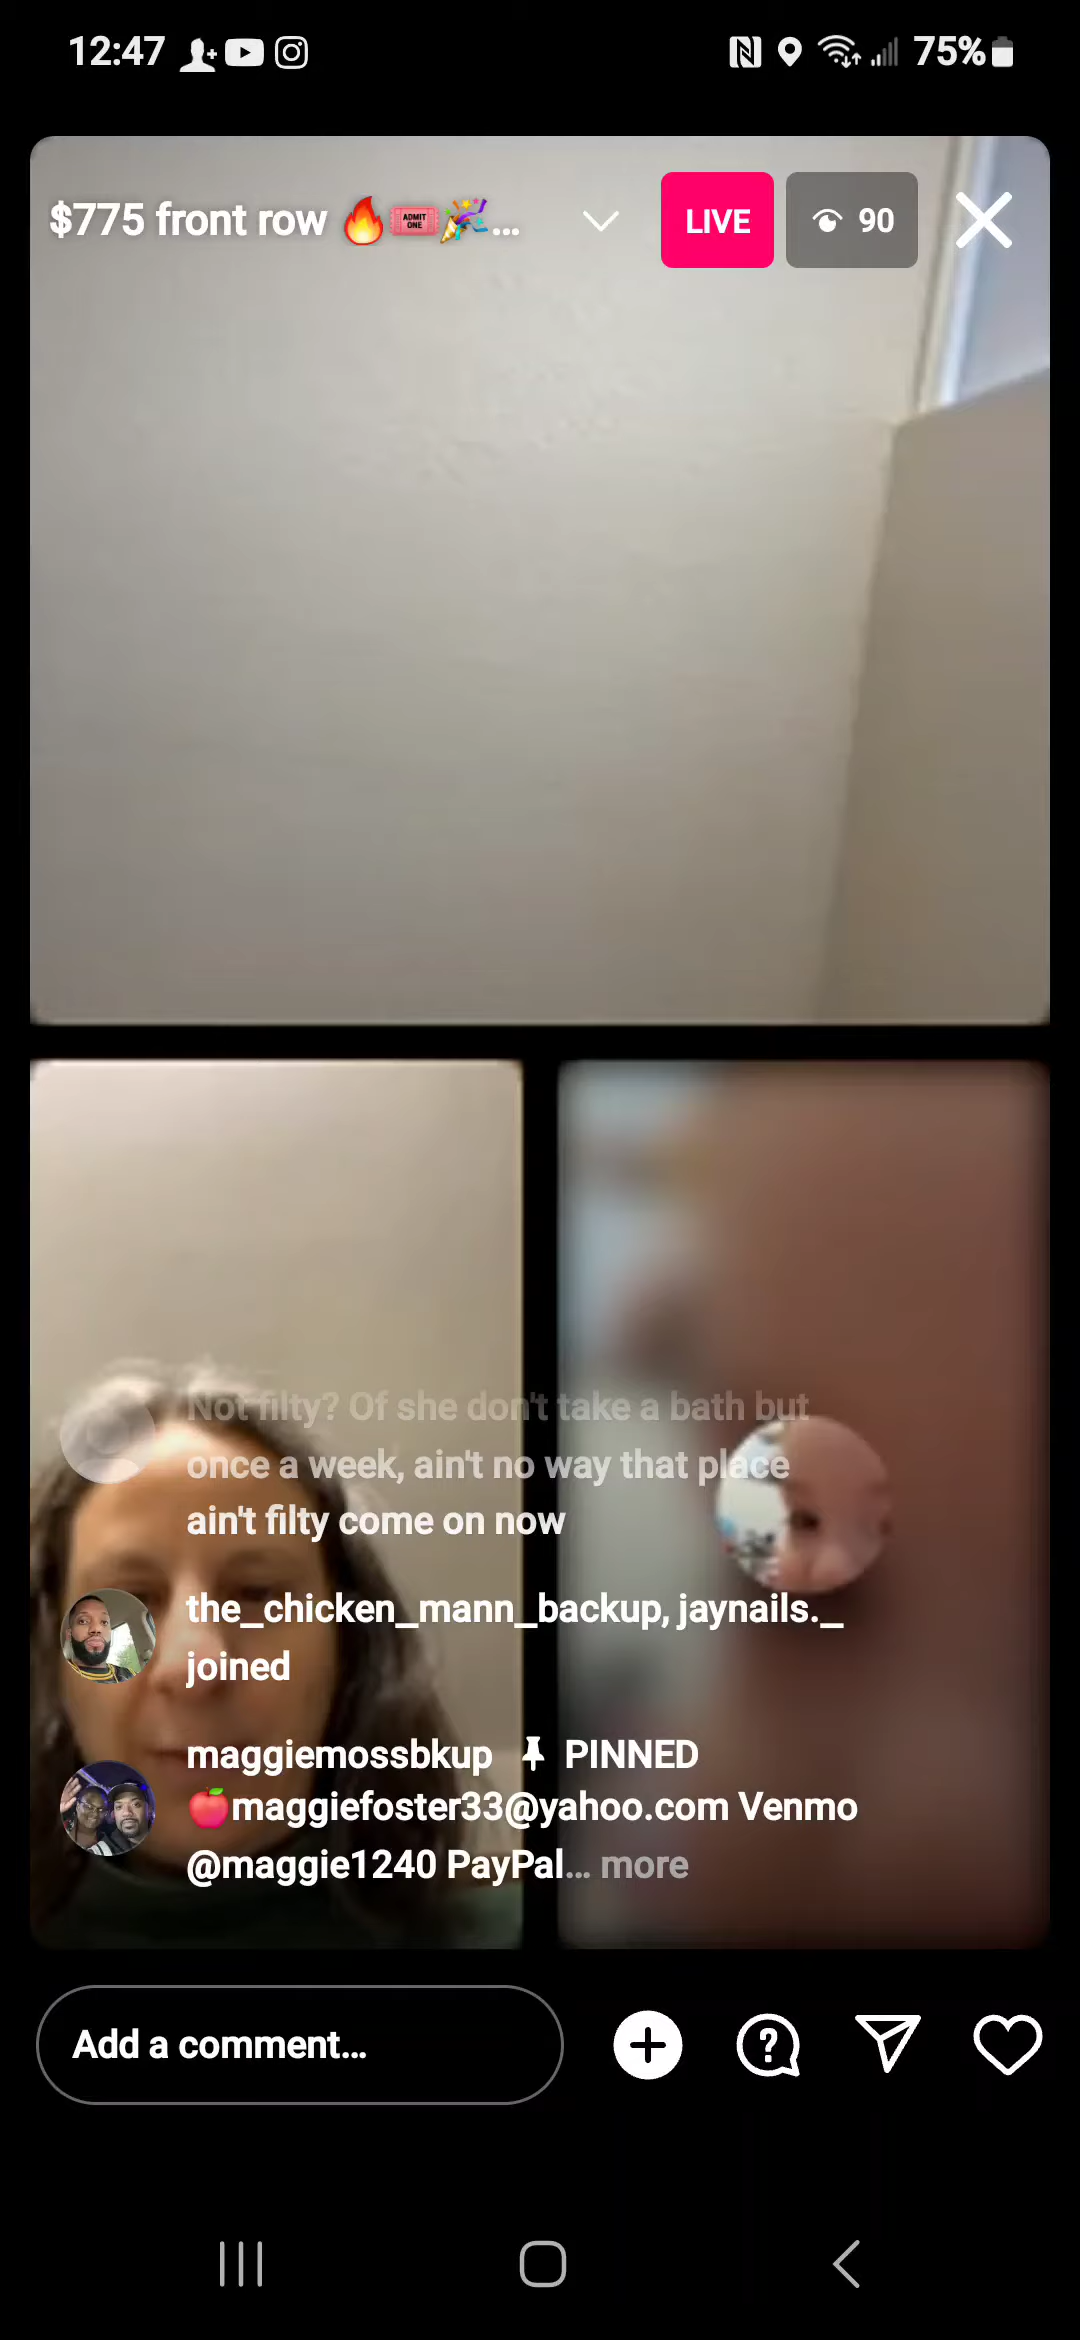 12:47
75%
$775 front row 🔥🎟️🎉...
LIVE
90
Not filty? Of she don't take a bath but
once a week, ain't no way that place
ain't filty come on now
the_chicken_mann_backup, jaynails._
joined
maggiemossbkup PINNED
🍎maggiefoster33@yahoo.com Venmo
@maggie1240 PayPal... more
Add a comment...